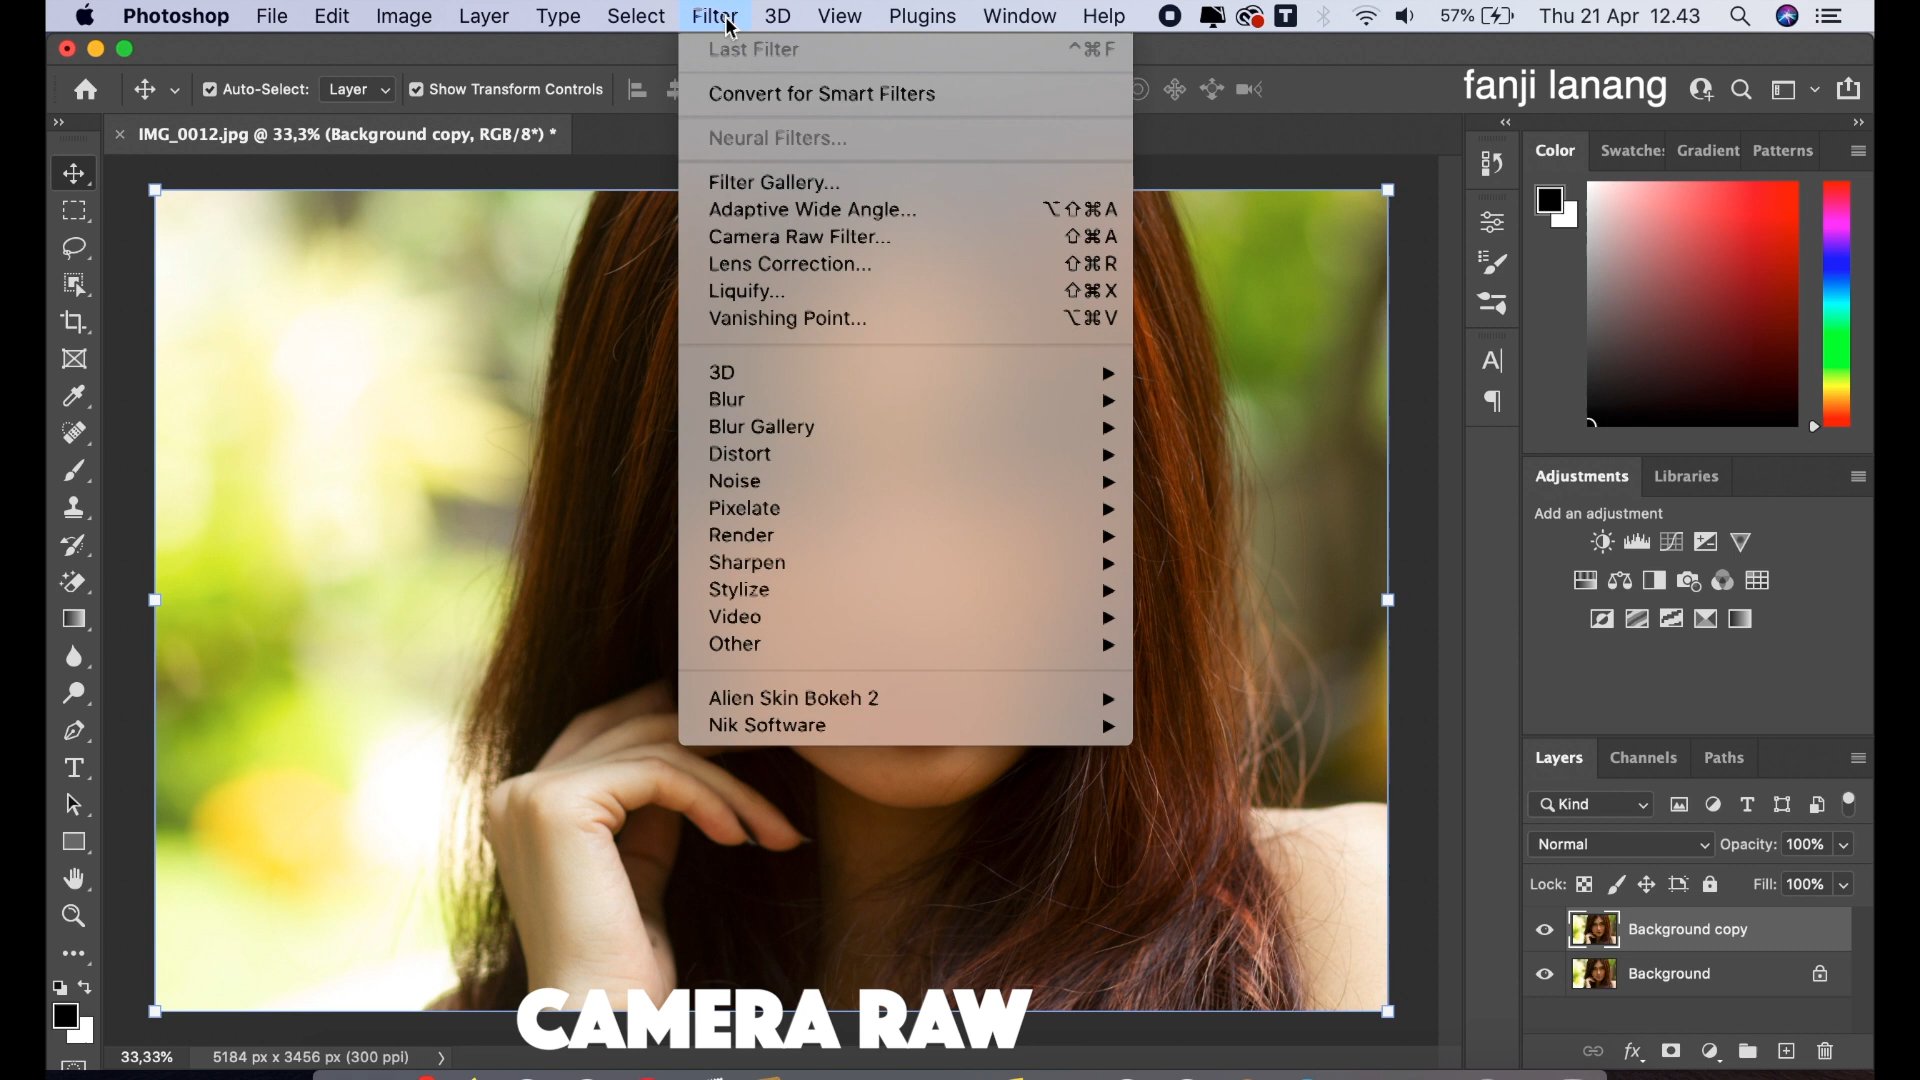 Photoshop File Edit Image Layer Type Select Filter 3D View Plugins Window Help T 57% Thu 21 Apr 12.43
Last Filter ^⌘F
Convert for Smart Filters
Neural Filters...
Filter Gallery...
Adaptive Wide Angle... ⌥⇧⌘A
Camera Raw Filter... ⇧⌘A
Lens Correction... ⇧⌘R
Liquify... ⇧⌘X
Vanishing Point... ⌥⌘V
3D
Blur
Blur Gallery
Distort
Noise
Pixelate
Render
Sharpen
Stylize
Video
Other
Alien Skin Bokeh 2
Nik Software
Auto-Select: Layer Show Transform Controls
fanji lanang
IMG_0012.jpg @ 33,3% (Background copy, RGB/8*) *
Color Swatches Gradient Patterns
Adjustments Libraries
Add an adjustment
Layers Channels Paths
Kind
Normal Opacity: 100%
Lock: Fill: 100%
Background copy
Background
fx
CAMERA RAW
33,33% 5184 px x 3456 px (300 ppi)